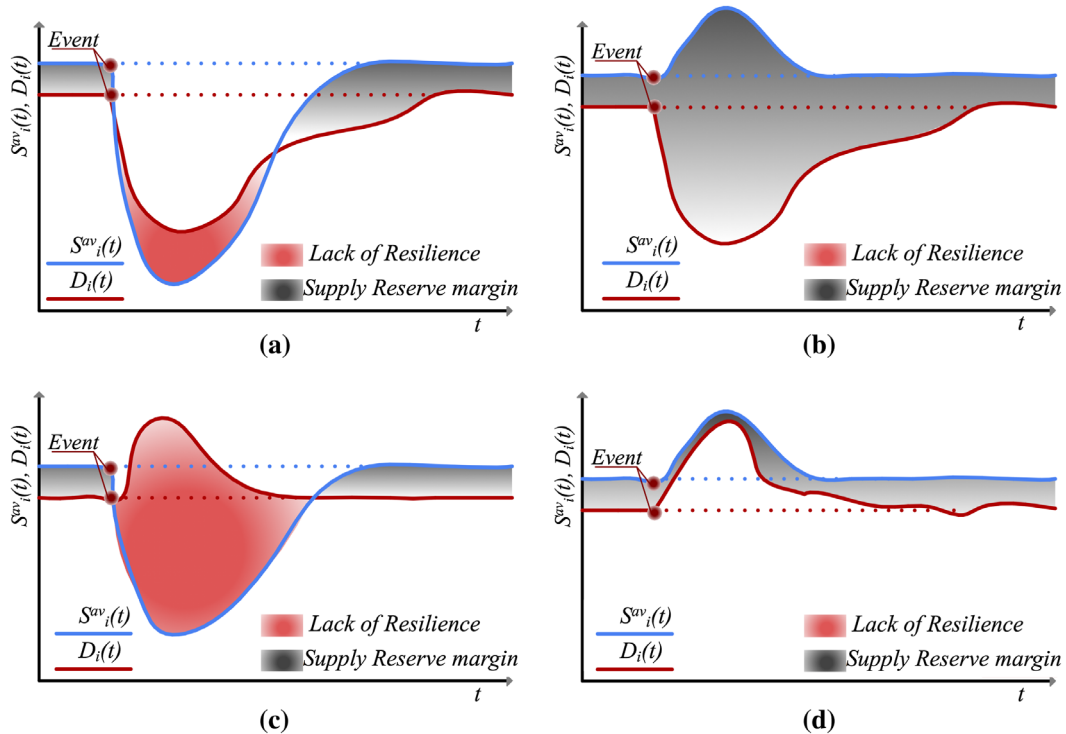 Event
S^av_i(t), D_i(t)
S^av_i(t)
D_i(t)
Lack of Resilience
Supply Reserve margin
t
(a)
Event
S^av_i(t), D_i(t)
S^av_i(t)
D_i(t)
Lack of Resilience
Supply Reserve margin
t
(b)
Event
S^av_i(t), D_i(t)
S^av_i(t)
D_i(t)
Lack of Resilience
Supply Reserve margin
t
(c)
Event
S^av_i(t), D_i(t)
S^av_i(t)
D_i(t)
Lack of Resilience
Supply Reserve margin
t
(d)